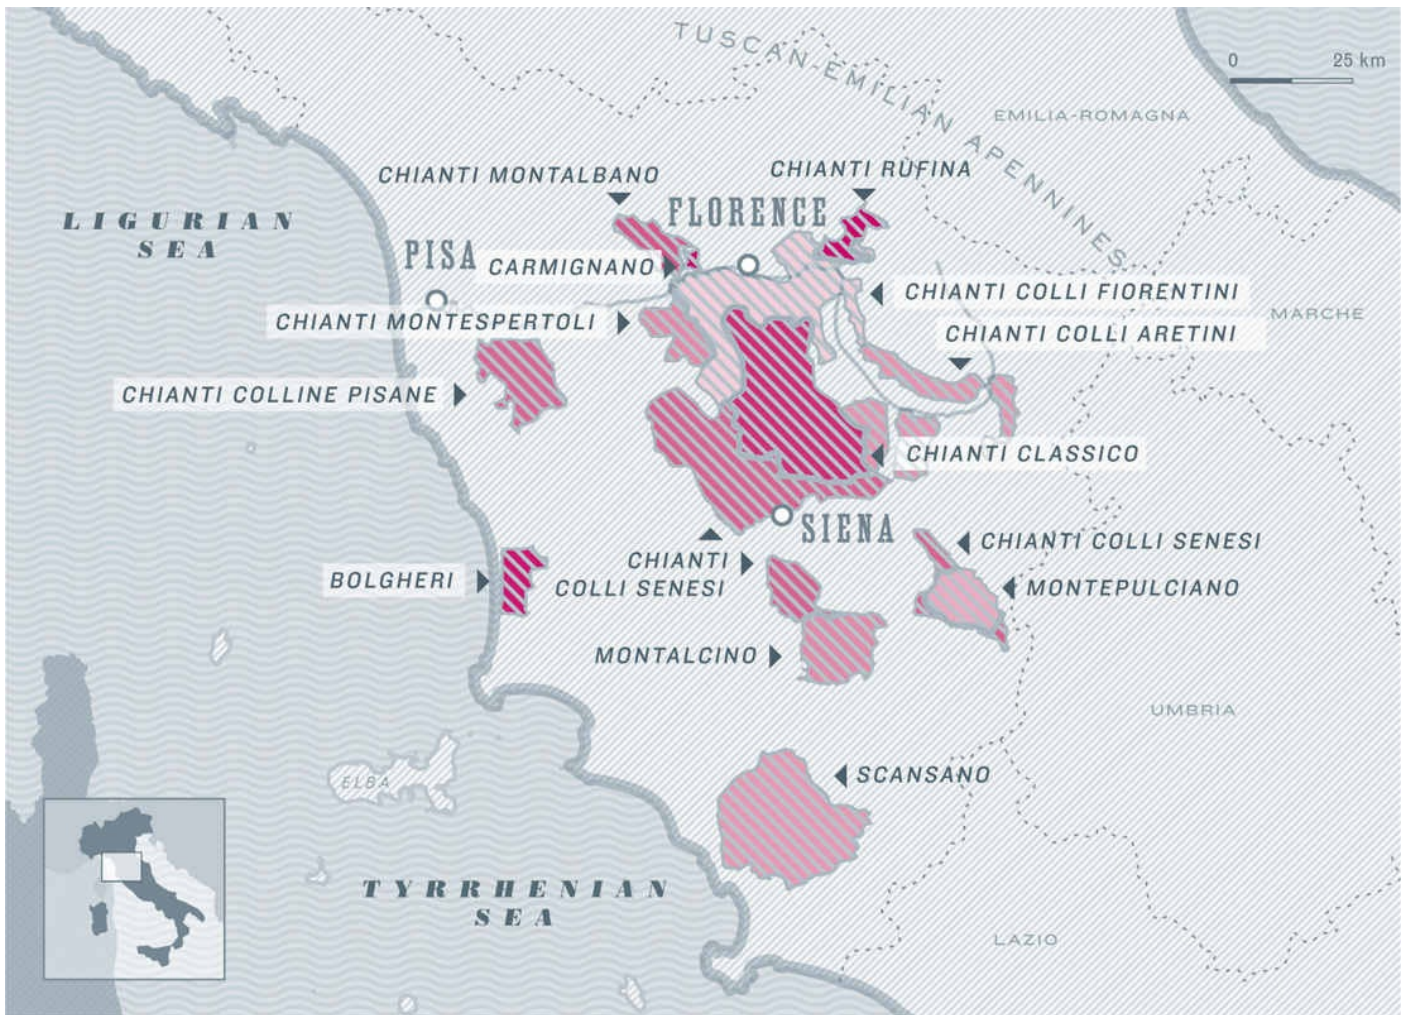 TUSCAN-EMILIAN APENNINES
0 25 km
EMILIA-ROMAGNA
CHIANTI MONTALBANO
CHIANTI RÙFINA
LIGURIAN
SEA
FLORENCE
PISA
CARMIGNANO
CHIANTI COLLI FIORENTINI
CHIANTI MONTESPERTOLI
MARCHE
CHIANTI COLLI ARETINI
CHIANTI COLLINE PISANE
CHIANTI CLASSICO
SIENA
CHIANTI
COLLI SENESI
CHIANTI COLLI SENESI
BOLGHERI
MONTEPULCIANO
MONTALCINO
UMBRIA
SCANSANO
ELBA
TYRRHENIAN
SEA
LAZIO